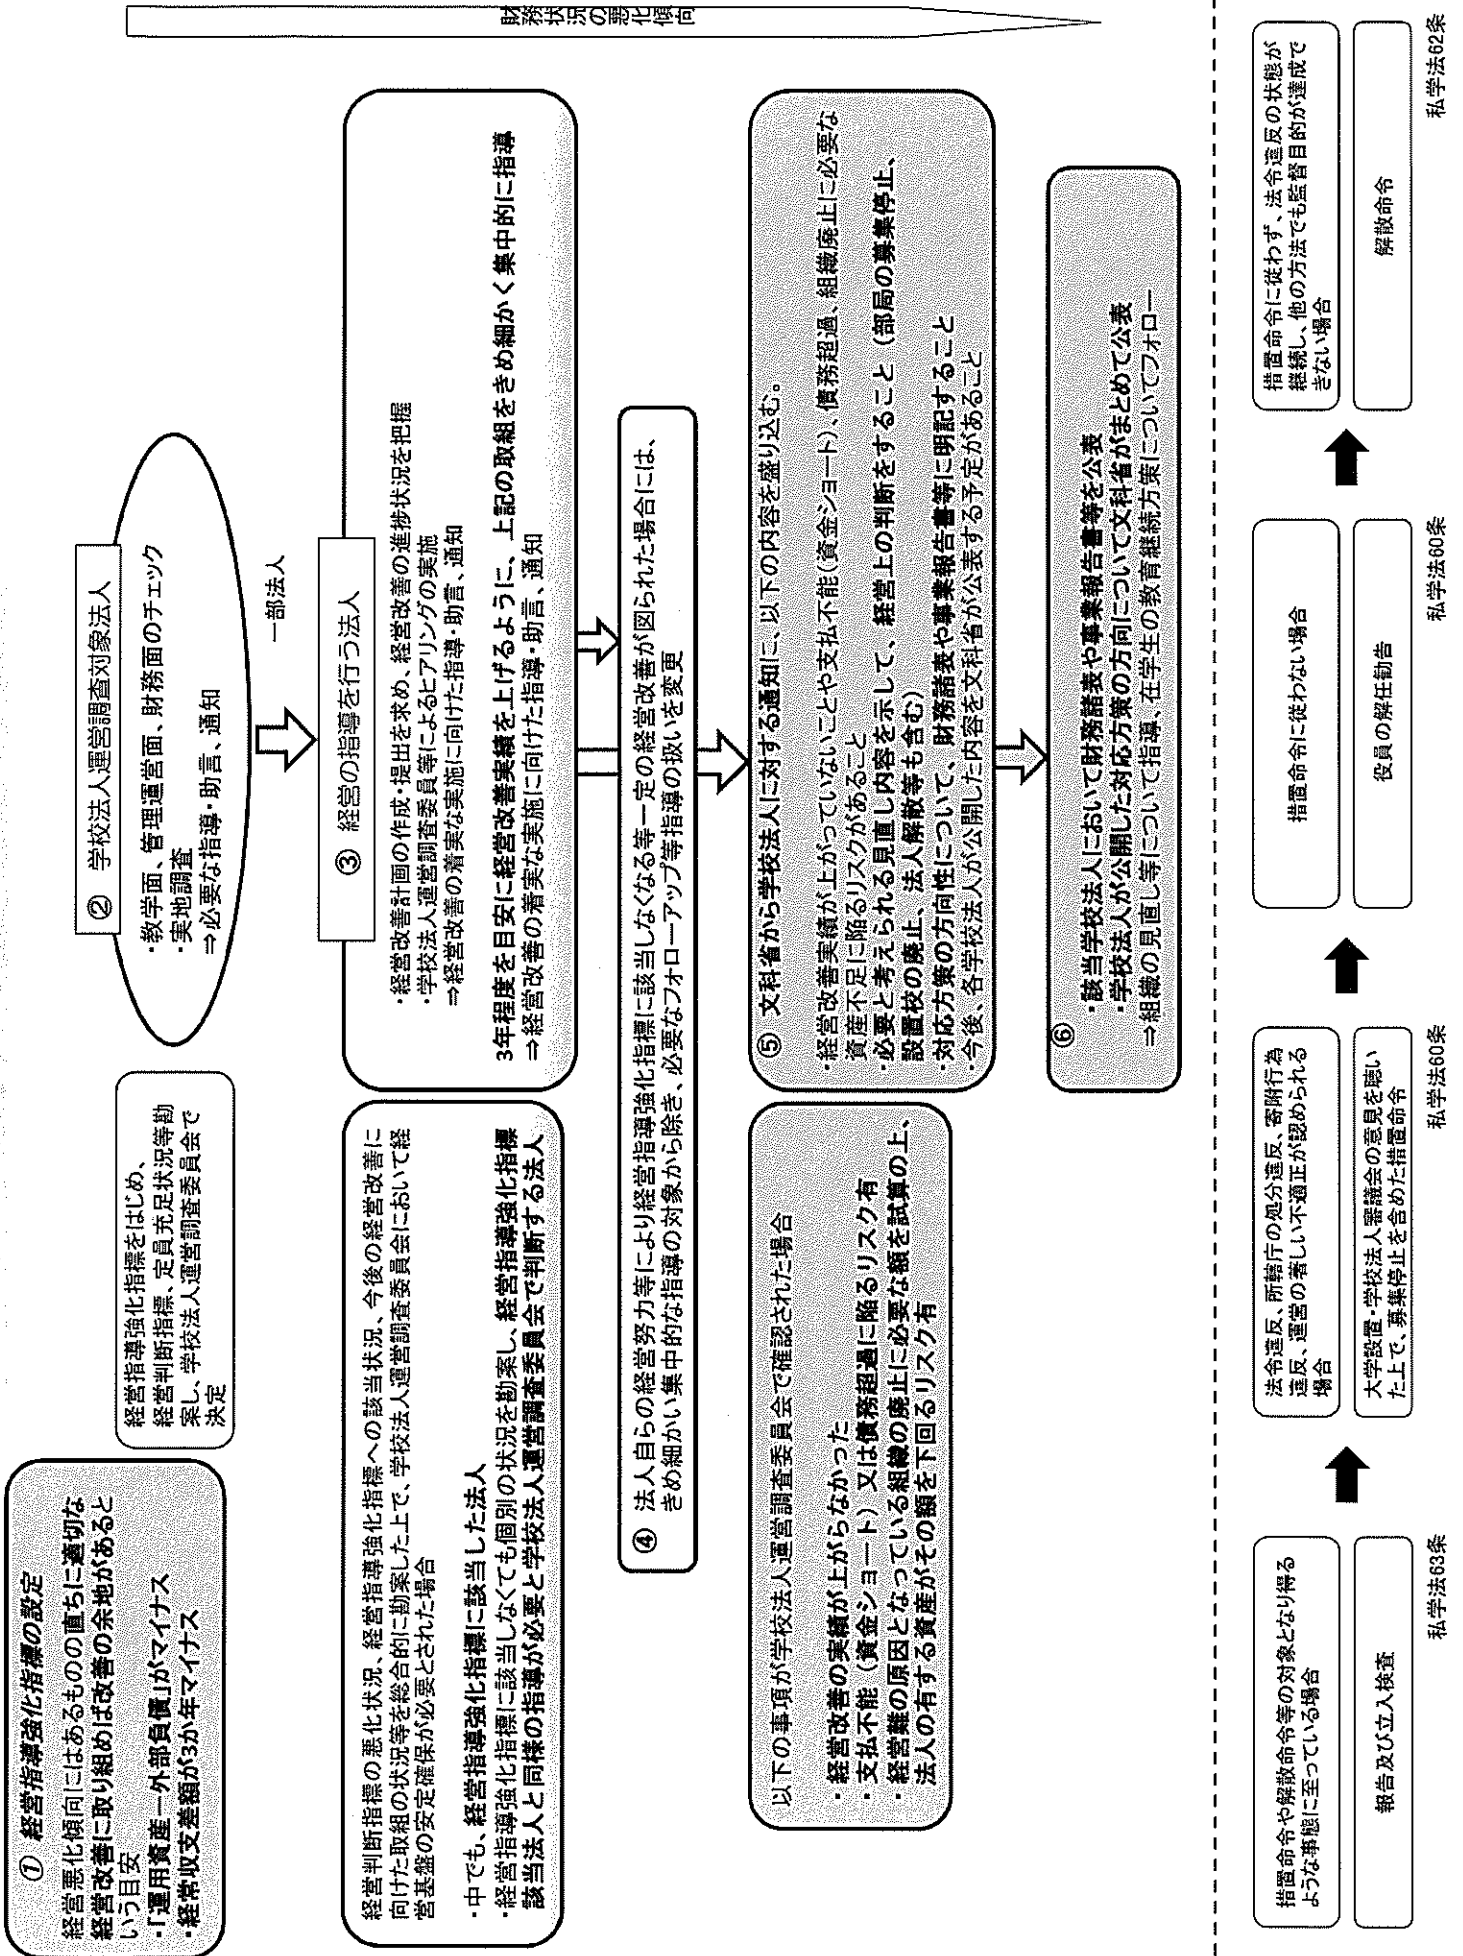 ① 経営指導強化指標の設定
経営悪化傾向にはあるものの直ちに適切な
経営改善に取り組めば改善の余地があると
いう目安
・「運用資産－外部負債」がマイナス
・経常収支差額が3か年マイナス
経営指導強化指標をはじめ、
経営判断指標、定員充足状況等勘
案し、学校法人運営調査委員会で
決定
② 学校法人運営調査対象法人
・教学面、管理運営面、財務面のチェック
・実地調査
⇒必要な指導・助言、通知
一部法人
財務状況の悪化傾向
経営判断指標の悪化状況、経営指導強化指標への該当状況、今後の経営改善に
向けた取組の状況等を総合的に勘案した上で、学校法人運営調査委員会において経
営基盤の安定確保が必要とされた場合
・中でも、経営指導強化指標に該当した法人
・経営指導強化指標に該当しなくても個別の状況を勘案し、経営指導強化指標
該当法人と同様の指導が必要と学校法人運営調査委員会で判断する法人
③ 経営の指導を行う法人
・経営改善計画の作成・提出を求め、経営改善の進捗状況を把握
・学校法人運営調査委員等によるヒアリングの実施
⇒経営改善の着実な実施に向けた指導・助言、通知
3年程度を目安に経営改善実績を上げるように、上記の取組をきめ細かく集中的に指導
⇒経営改善の着実な実施に向けた指導・助言、通知
④ 法人自らの経営努力等により経営指導強化指標に該当しなくなる等一定の経営改善が図られた場合には、
きめ細かい集中的な指導の対象から除き、必要なフォローアップ等指導の扱いを変更
以下の事項が学校法人運営調査委員会で確認された場合
・経営改善の実績が上がらなかった
・支払不能（資金ショート）又は債務超過に陥るリスク有
・経営難の原因となっている組織の廃止に必要な額を試算の上、
法人の有する資産がその額を下回るリスク有
⑤ 文科省から学校法人に対する通知に、以下の内容を盛り込む。
・経営改善実績が上がっていないことや支払不能(資金ショート)、債務超過、組織廃止に必要な
資産不足に陥るリスクがあること
・必要と考えられる見直し内容を示して、経営上の判断をすること（部局の募集停止、
設置校の廃止、法人解散等も含む）
・対応方策の方向性について、財務諸表や事業報告書等に明記すること
・今後、各学校法人が公開した内容を文科省が公表する予定があること
⑥
・該当学校法人において財務諸表や事業報告書等を公表
・学校法人が公開した対応方策の方向について文科省がまとめて公表
⇒組織の見直し等について指導、在学生の教育継続方策についてフォロー
措置命令や解散命令等の対象となり得る
ような事態に至っている場合
報告及び立入検査
私学法63条
法令違反、所轄庁の処分違反、寄附行為
違反、運営の著しい不適正が認められる
場合
大学設置・学校法人審議会の意見を聴い
た上で、募集停止を含めた措置命令
私学法60条
措置命令に従わない場合
役員の解任勧告
私学法60条
措置命令に従わず、法令違反の状態が
継続し、他の方法でも監督目的が達成で
きない場合
解散命令
私学法62条